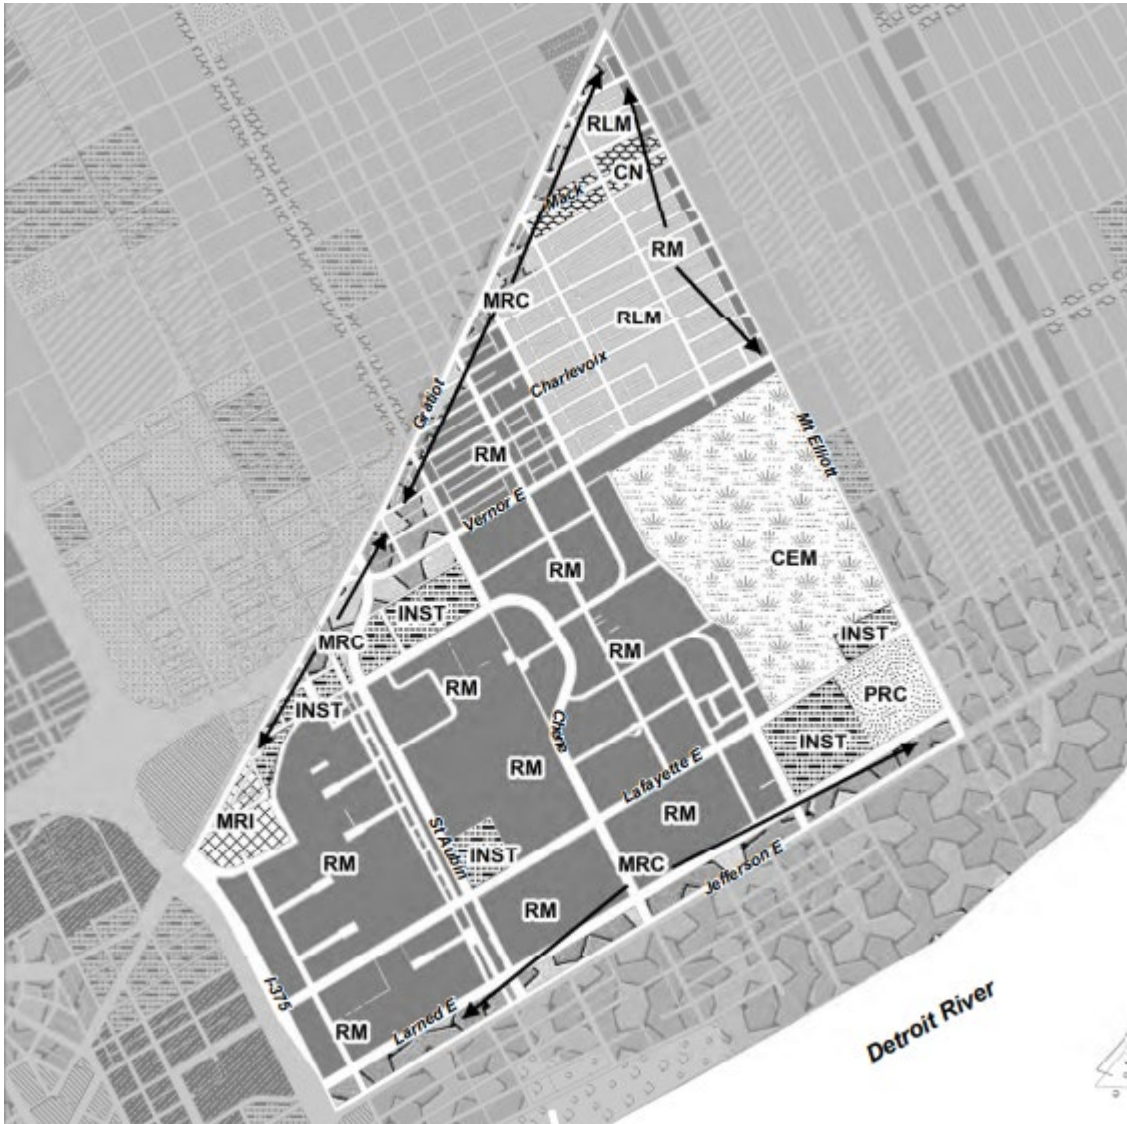 RLM
CN
Mack
RM
MRC
RLM
Charlevoix
Gratiot
Mt Elliott
RM
Vernor E
CEM
RM
INST
INST
MRC
RM
RM
PRC
INST
Chene
INST
RM
Lafayette E
MRI
RM
St Aubin
INST
RM
MRC
Jefferson E
RM
I-375
Larned E
RM
Detroit River